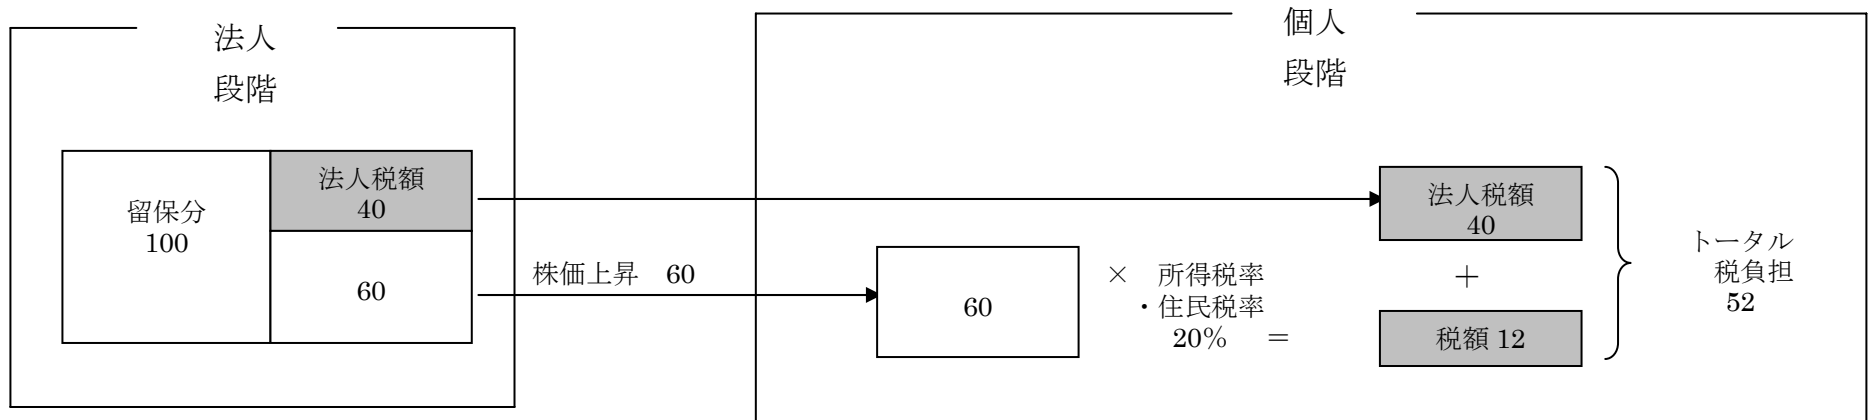 法人
段階
個人
段階
留保分
100
法人税額
40
60
株価上昇 60
60
× 所得税率
・住民税率
20% =
法人税額
40
+
税額 12
トータル
税負担
52